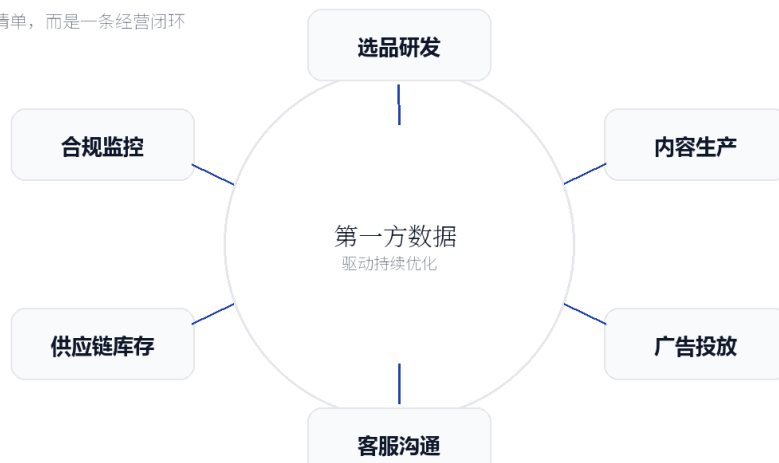 清单，而是一条经营闭环
选品研发
合规监控
内容生产
第一方数据
驱动持续优化
供应链库存
广告投放
客服沟通